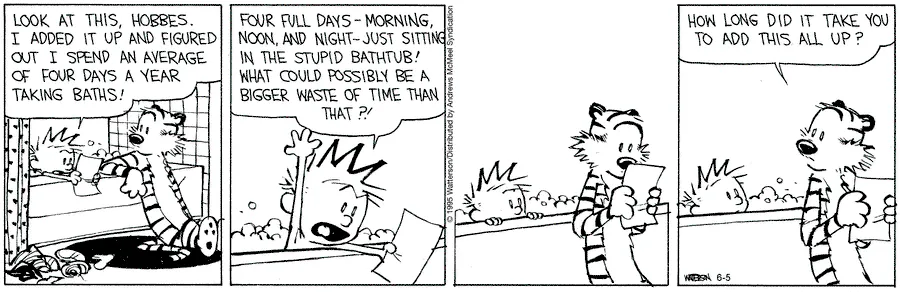 LOOK AT THIS, HOBBES.
I ADDED IT UP AND FIGURED
OUT I SPEND AN AVERAGE
OF FOUR DAYS A YEAR
TAKING BATHS!
FOUR FULL DAYS - MORNING,
NOON, AND NIGHT - JUST SITTING
IN THE STUPID BATHTUB!
WHAT COULD POSSIBLY BE A
BIGGER WASTE OF TIME THAN
THAT?!
© 1995 Watterson/Distributed by Andrews McMeel Syndication
HOW LONG DID IT TAKE YOU
TO ADD THIS ALL UP?
WATTERSON 6-5